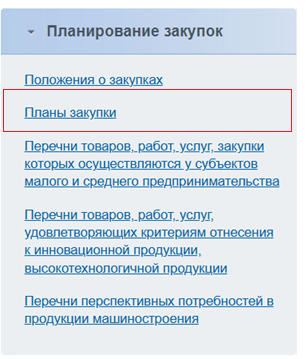 Планирование закупок
Положения о закупках
Планы закупки
Перечни товаров, работ, услуг, закупки
которых осуществляются у субъектов
малого и среднего предпринимательства
Перечни товаров, работ, услуг,
удовлетворяющих критериям отнесения
к инновационной продукции,
высокотехнологичной продукции
Перечни перспективных потребностей в
продукции машиностроения